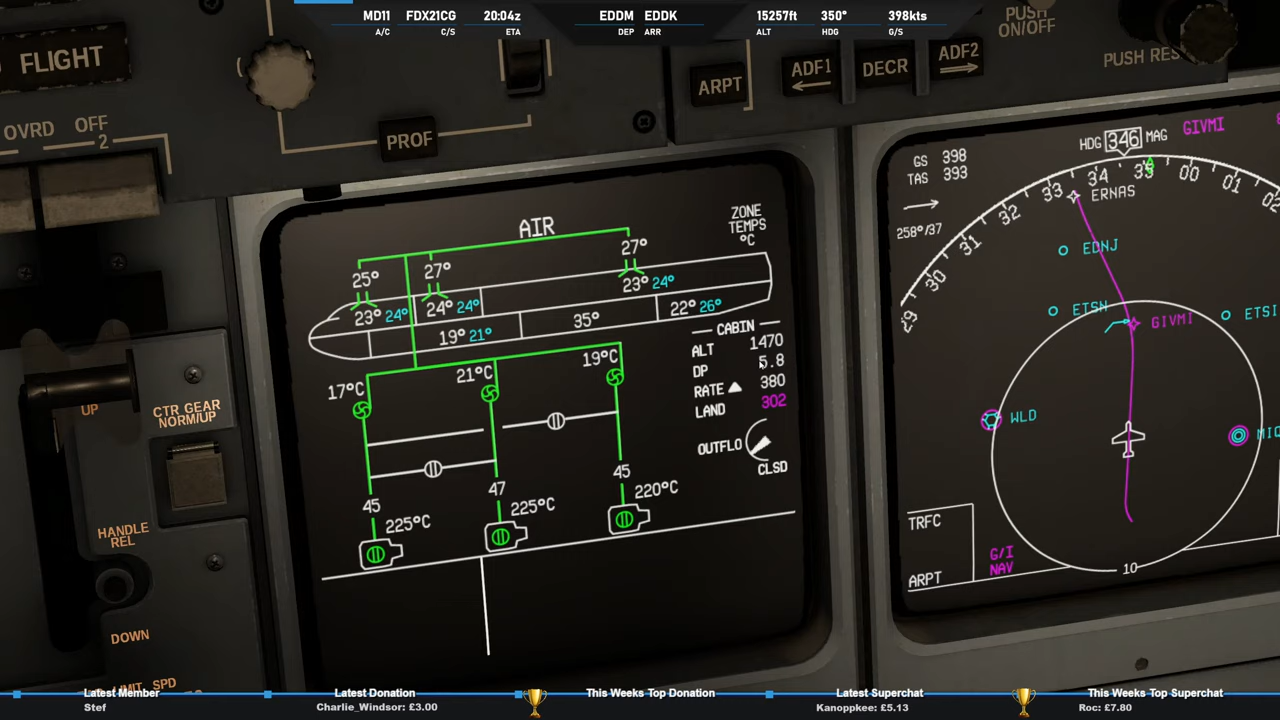 MD11 FDX21CG 20:04z EDDM EDDK 15257ft 350° 398kts
A/C C/S ETA DEP ARR ALT HDG G/S
FLIGHT
OVRD OFF
2
PROF
ARPT
ADF1
DECR
ADF2
PUSH
ON/OFF
PUSH RES
AIR
ZONE
TEMPS
°C
25° 27° 27°
23° 24° 24° 24° 23° 24°
19° 21° 35° 22° 26°
17°C 21°C 19°C
CABIN
ALT 1470
DP 5.8
RATE 380
LAND 302
OUTFLO
CLSD
45 47 45
225°C 225°C 220°C
GS 398
TAS 393
258°/37
HDG 346 MAG
GIVMI
29 30 31 32 33 34 35 00 01 02
ERNAS
EDNJ
ETSN
GIVMI
ETSI
WLD
TRFC
ARPT
G/I
NAV
10
UP
CTR GEAR
NORM/UP
HANDLE
REL
DOWN
SPD
Latest Member Latest Donation This Weeks Top Donation Latest Superchat This Weeks Top Superchat
Stef Charlie_Windsor: £3.00 Kanoppkee: £5.13 Roc: £7.80